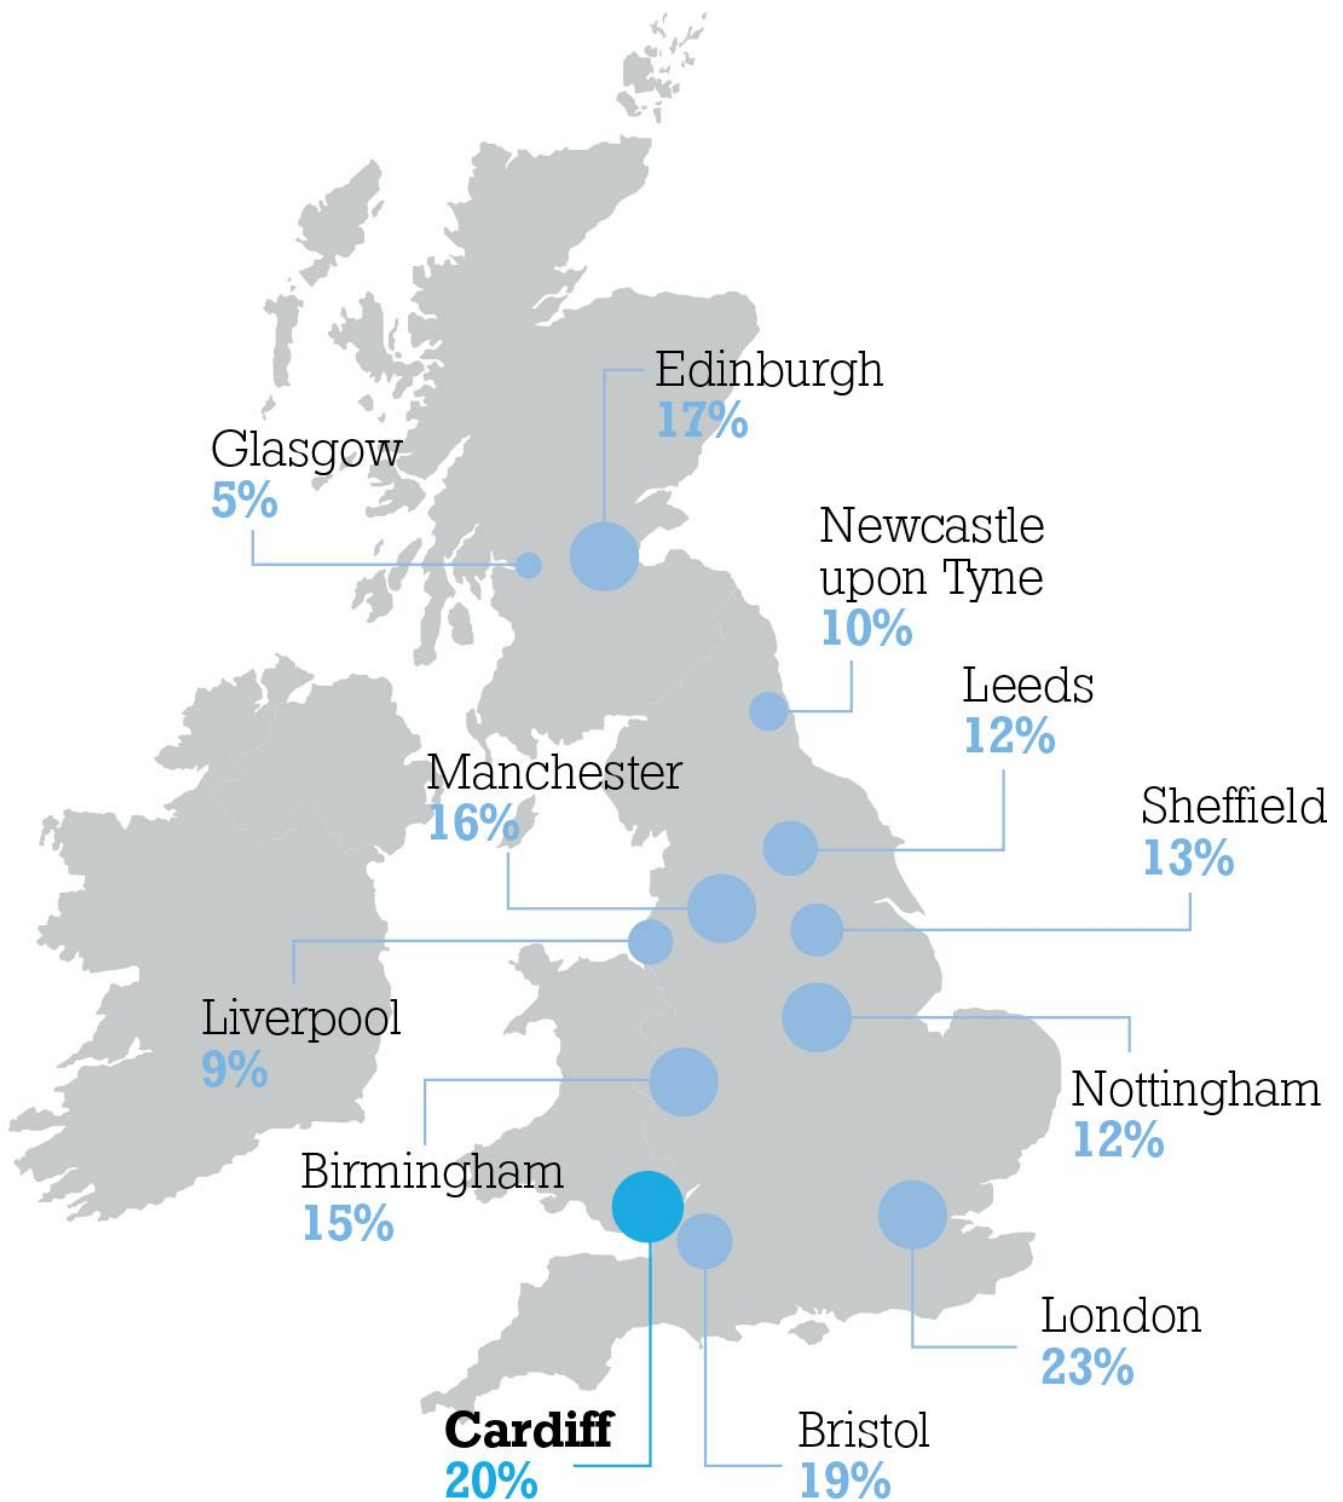 Edinburgh
17%
Glasgow
5%
Newcastle
upon Tyne
10%
Leeds
12%
Manchester
16%
Sheffield
13%
Liverpool
9%
Nottingham
12%
Birmingham
15%
London
23%
Cardiff
20%
Bristol
19%